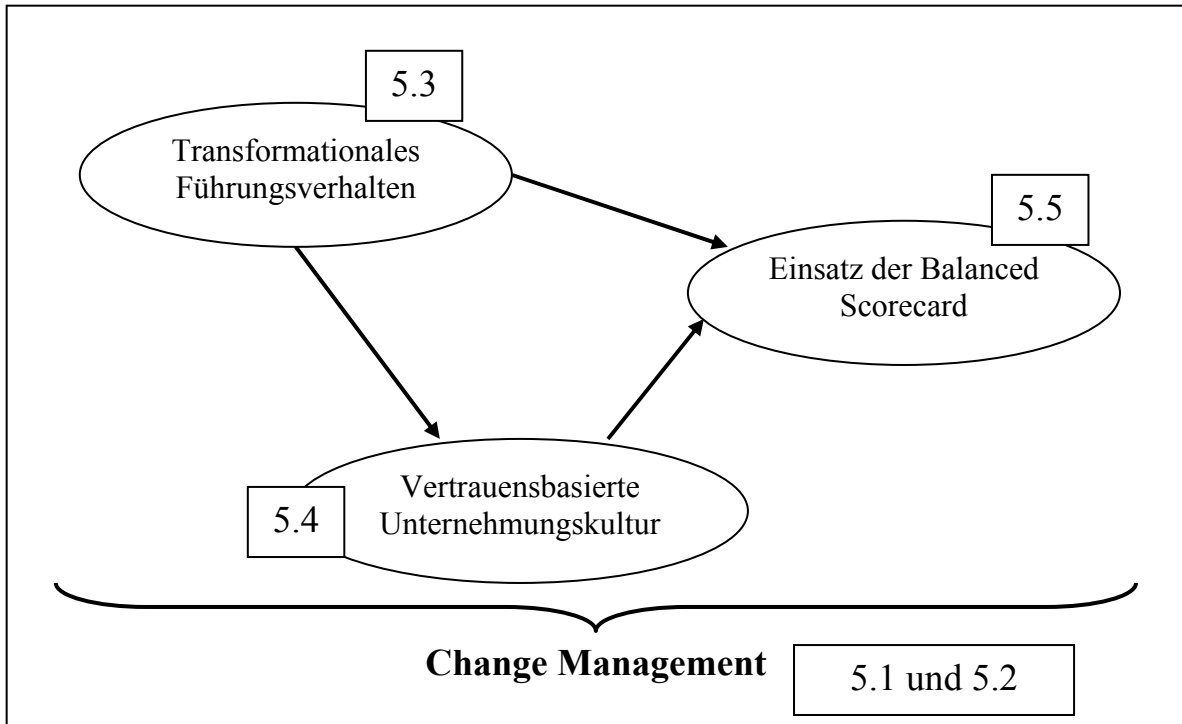 5.3
Transformationales
Führungsverhalten
5.5
Einsatz der Balanced
Scorecard
5.4
Vertrauensbasierte
Unternehmungskultur
Change Management
5.1 und 5.2